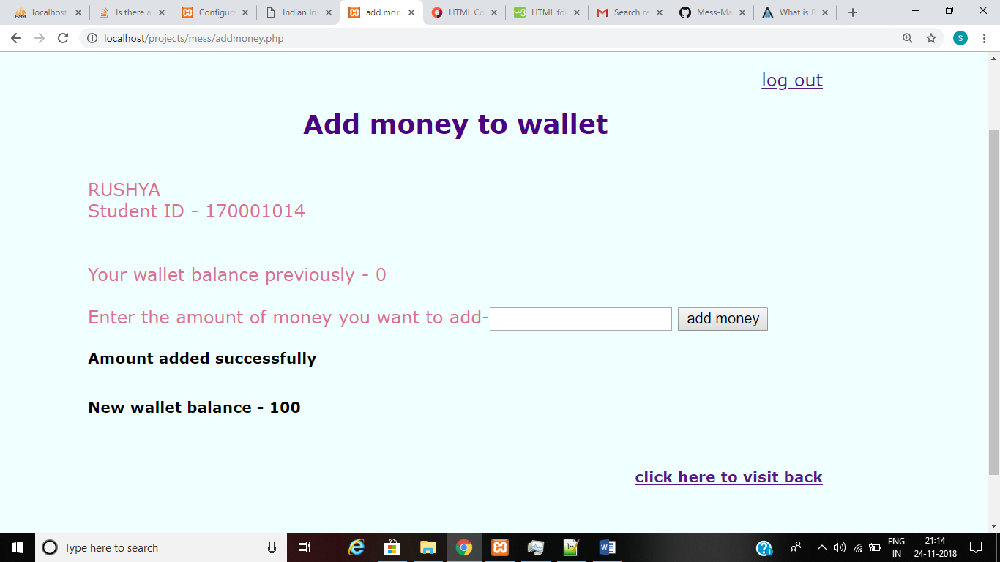 localhost
Is there a
Configura
Indian Ins
add mon
HTML Co
HTML for
Search re
Mess-Ma
What is
localhost/projects/mess/addmoney.php
S
log out
Add money to wallet
RUSHYA
Student ID - 170001014
Your wallet balance previously - 0
Enter the amount of money you want to add-
add money
Amount added successfully
New wallet balance - 100
click here to visit back
Type here to search
ENG
IN
21:14
24-11-2018